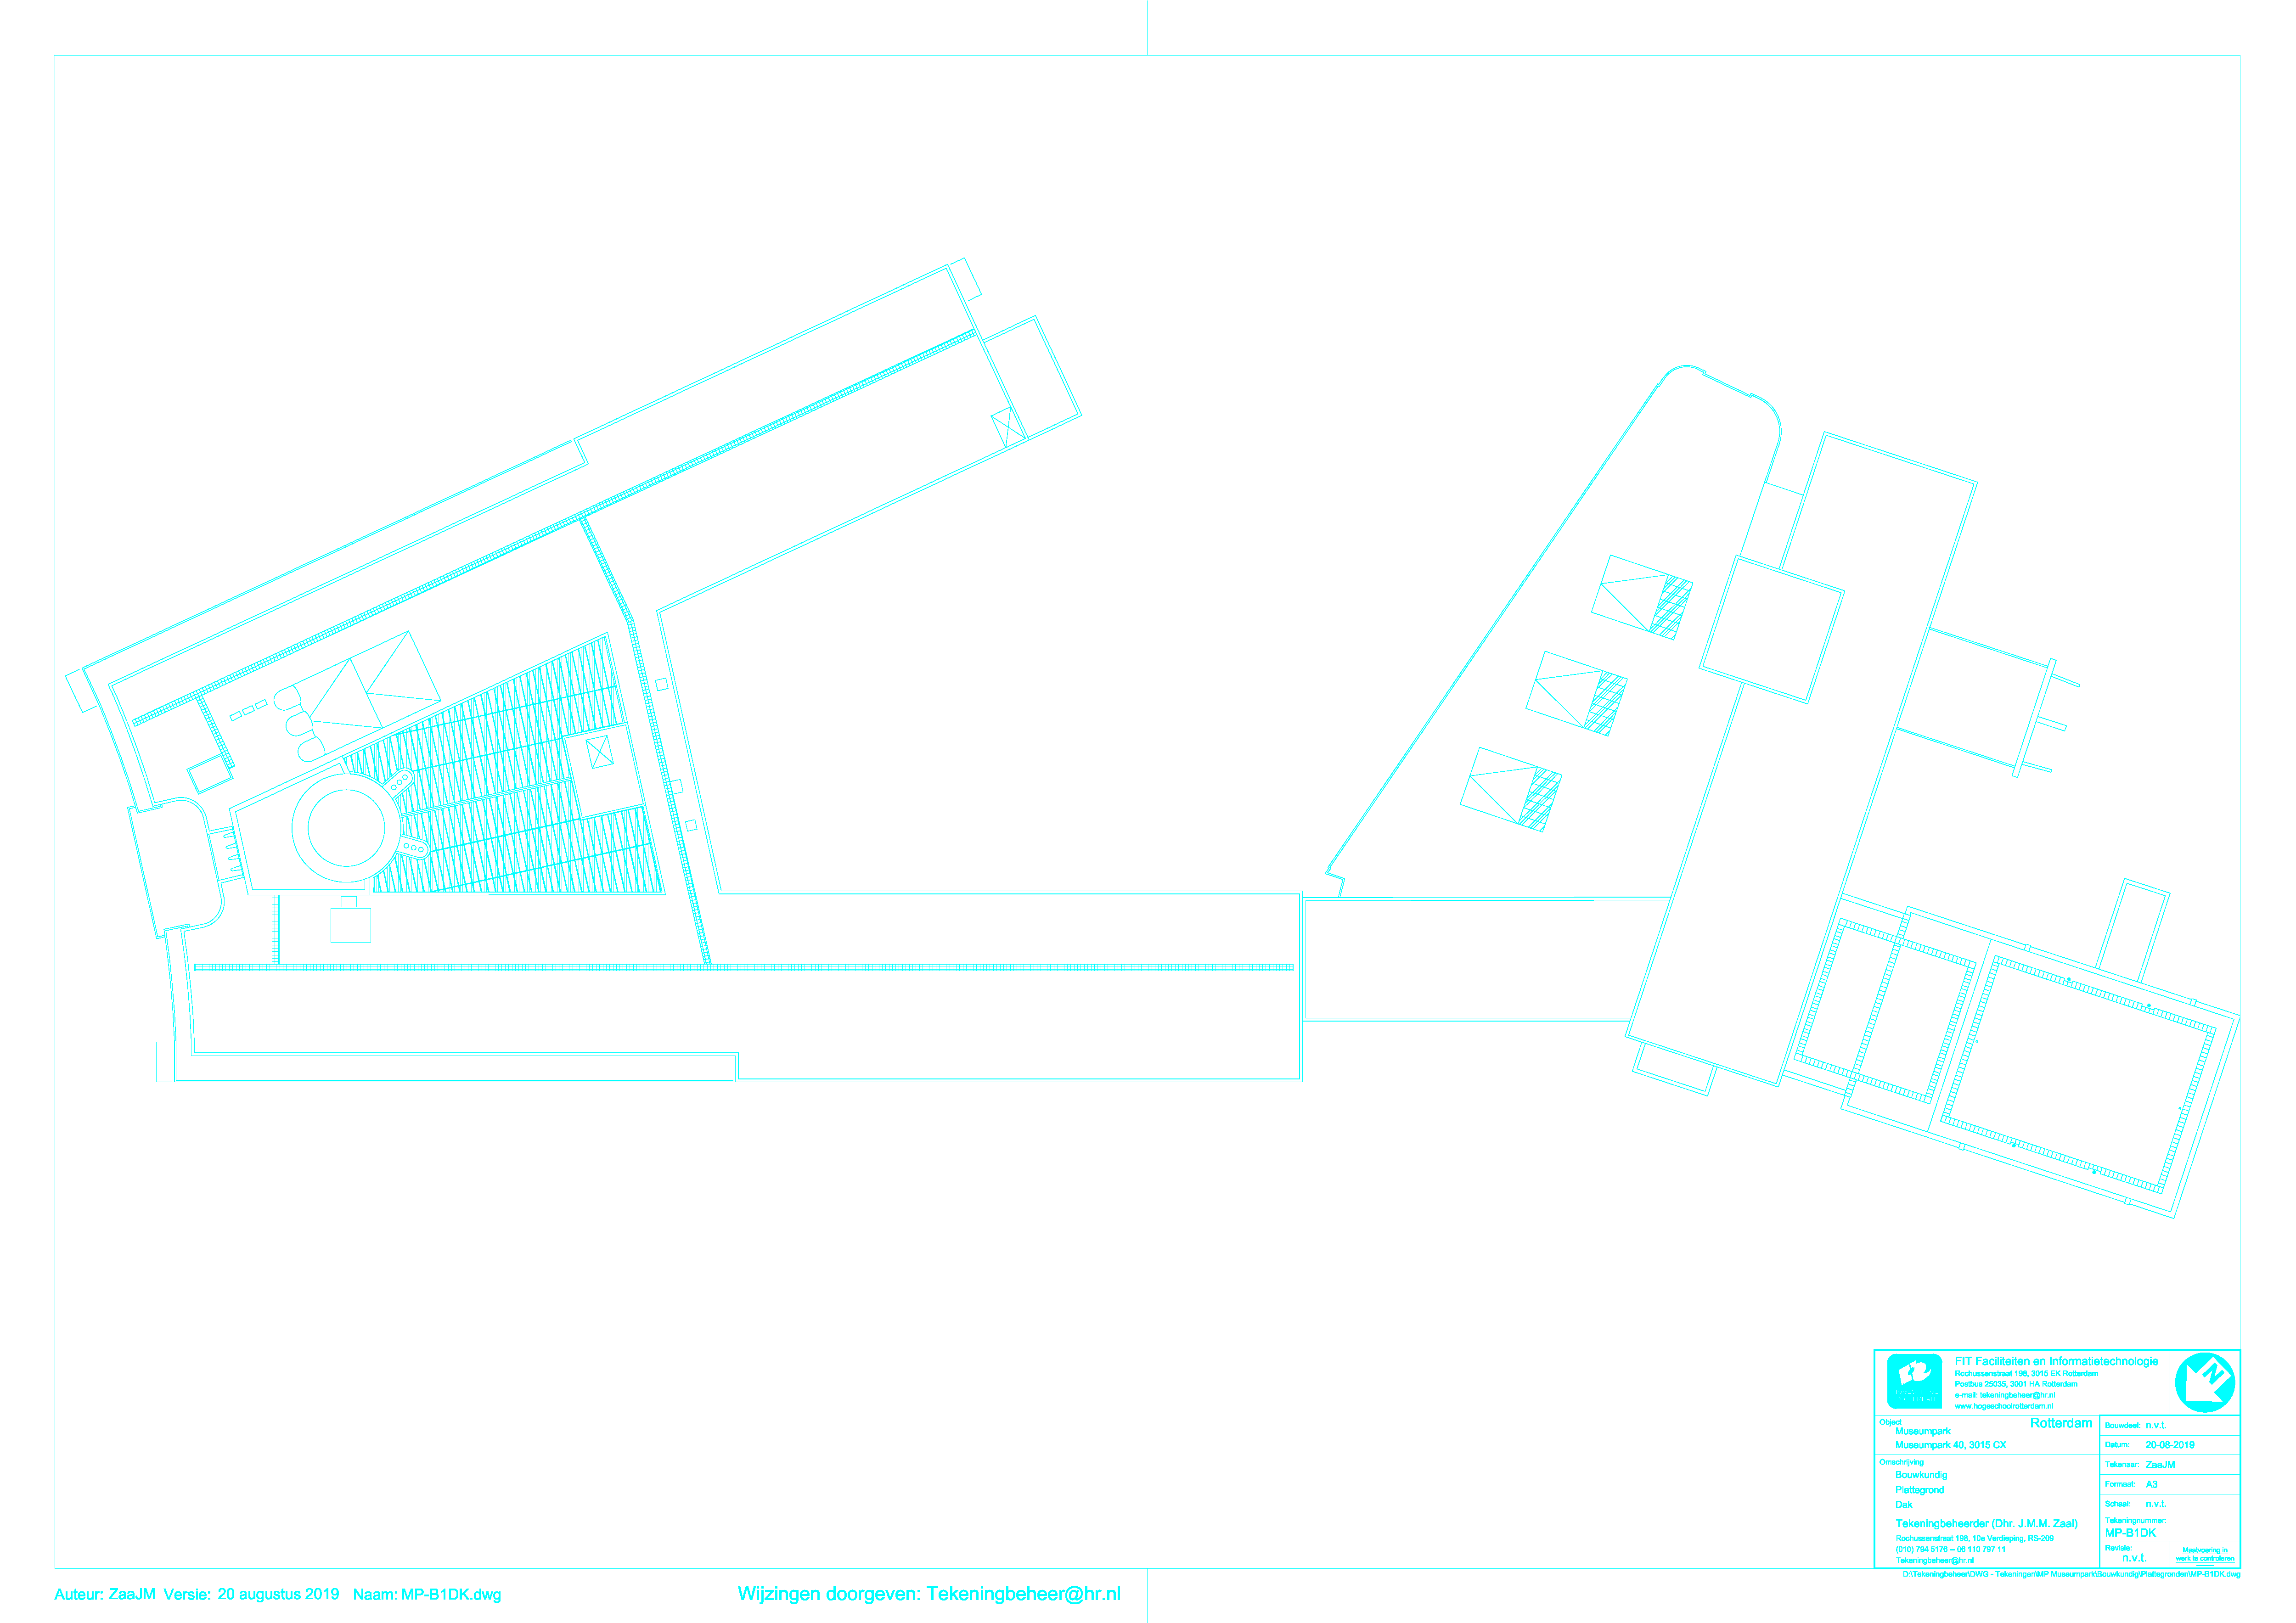 FIT Faciliteiten en Informatietechnologie
Rochussenstraat 198, 3015 EK Rotterdam
Postbus 25035, 3001 HA Rotterdam
e-mail: tekeningbeheer@hr.nl
www.hogeschoolrotterdam.nl
N
Object
Rotterdam
Museumpark
Museumpark 40, 3015 CX
Bouwdeel: n.v.t.
Datum: 20-08-2019
Omschrijving
Bouwkundig
Plattegrond
Dak
Tekenaar: ZaaJM
Formaat: A3
Schaal: n.v.t.
Tekeningbeheerder (Dhr. J.M.M. Zaal)
Rochussenstraat 198, 10e Verdieping, RS-209
(010) 794 5178 – 06 110 797 11
Tekeningbeheer@hr.nl
Tekeningnummer:
MP-B1DK
Revisie:
n.v.t.
Maatvoering in
werk te controleren
D:\Tekeningbeheer\DWG - Tekeningen\MP Museumpark\Bouwkundig\Plattegronden\MP-B1DK.dwg
Auteur: ZaaJM Versie: 20 augustus 2019 Naam: MP-B1DK.dwg
Wijzingen doorgeven: Tekeningbeheer@hr.nl